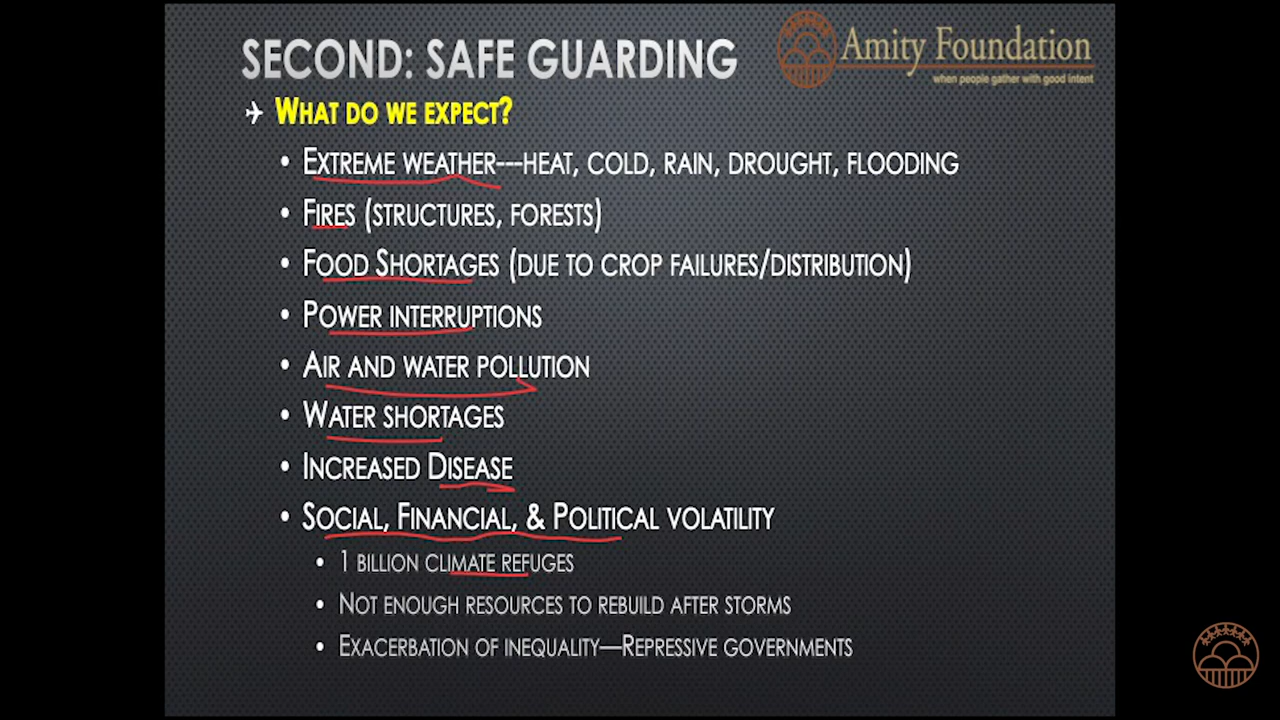 SECOND: SAFE GUARDING
Amity Foundation
when people gather with good intent
WHAT DO WE EXPECT?
• EXTREME WEATHER---HEAT, COLD, RAIN, DROUGHT, FLOODING
• FIRES (STRUCTURES, FORESTS)
• FOOD SHORTAGES (DUE TO CROP FAILURES/DISTRIBUTION)
• POWER INTERRUPTIONS
• AIR AND WATER POLLUTION
• WATER SHORTAGES
• INCREASED DISEASE
• SOCIAL, FINANCIAL, & POLITICAL VOLATILITY
• 1 BILLION CLIMATE REFUGES
• NOT ENOUGH RESOURCES TO REBUILD AFTER STORMS
• EXACERBATION OF INEQUALITY—REPRESSIVE GOVERNMENTS